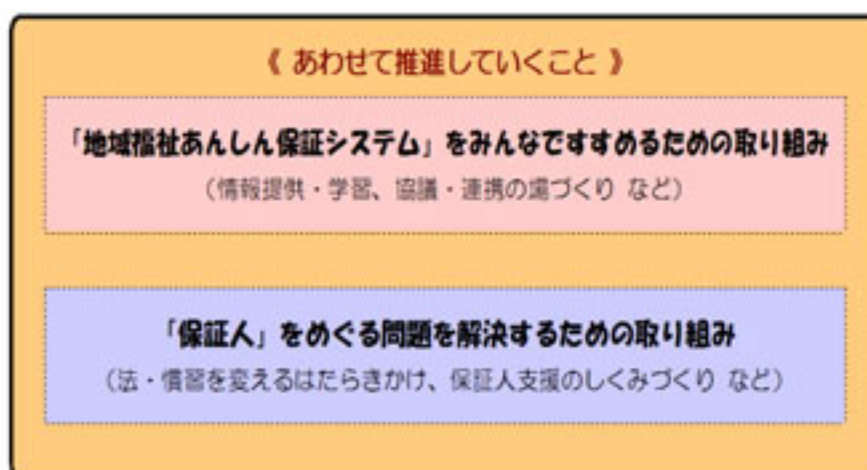 《 あわせて推進していくこと 》
「地域福祉あんしん保証システム」をみんなですすめるための取り組み
（情報提供・学習、協議・連携の場づくり など）
「保証人」をめぐる問題を解決するための取り組み
（法・慣習を変えるはたらきかけ、保証人支援のしくみづくり など）